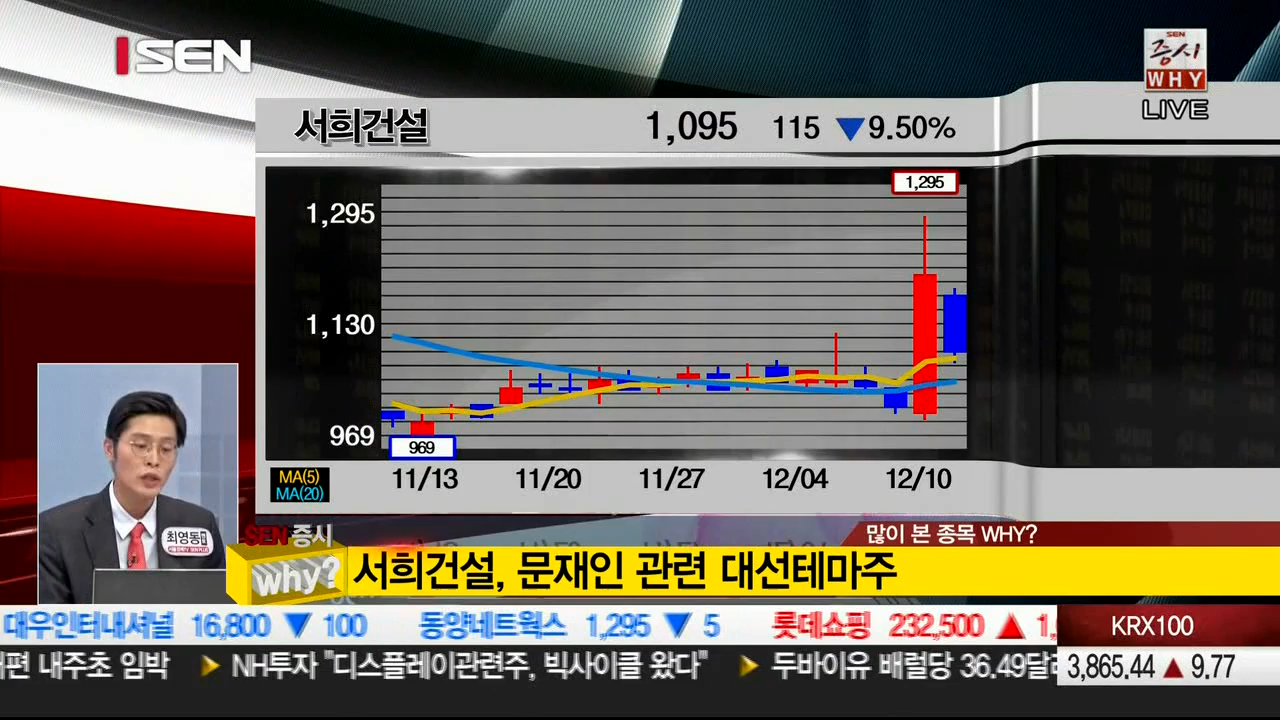 SEN
SEN
증시
WHY
LIVE
서희건설 1,095 115 ▼9.50%
1,295
1,295
1,130
969
969
MA(5)
MA(20)
11/13 11/20 11/27 12/04 12/10
최영동
SEN 증시
why?
많이 본 종목 WHY?
서희건설, 문재인 관련 대선테마주
대우인터내셔널 16,800 ▼ 100 동양네트웍스 1,295 ▼ 5 롯데쇼핑 232,500 ▲
KRX100
내주초 임박 ▶ NH투자 "디스플레이관련주, 빅사이클 왔다" ▶ 두바이유 배럴당 36.49달
3,865.44 ▲ 9.77